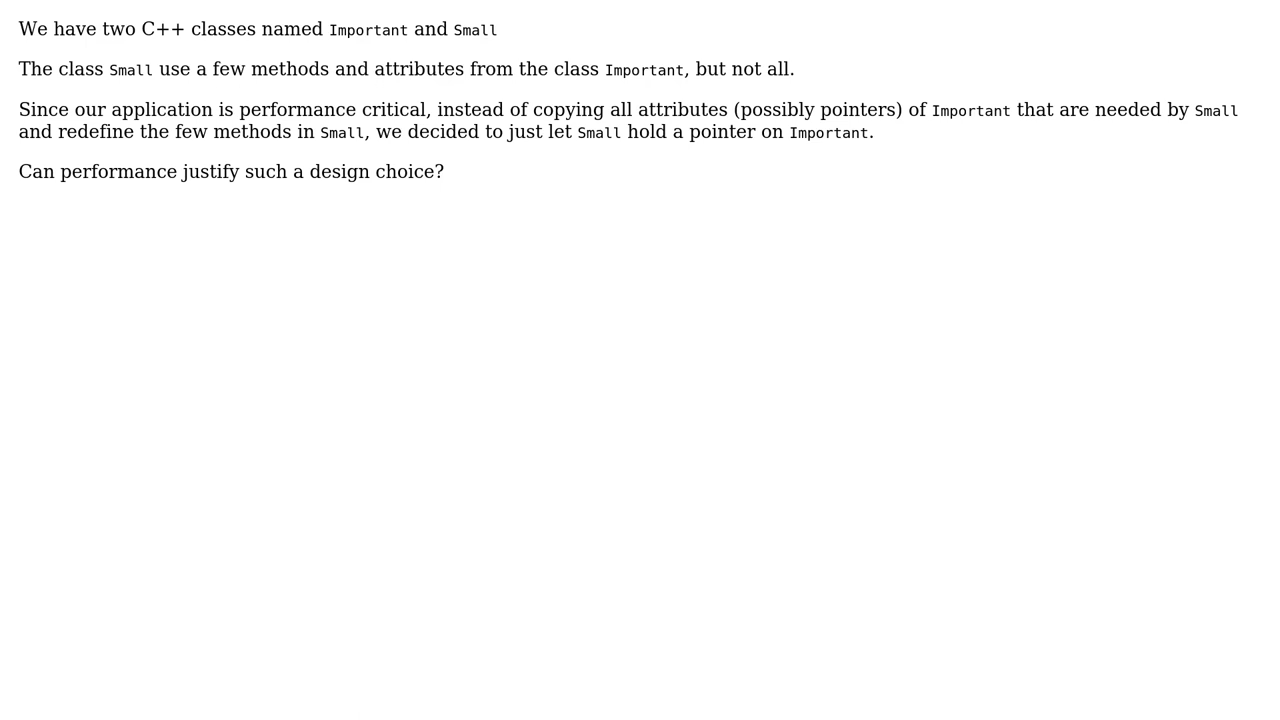 We have two C++ classes named Important and Small
The class Small use a few methods and attributes from the class Important, but not all.
Since our application is performance critical, instead of copying all attributes (possibly pointers) of Important that are needed by Small
and redefine the few methods in Small, we decided to just let Small hold a pointer on Important.
Can performance justify such a design choice?